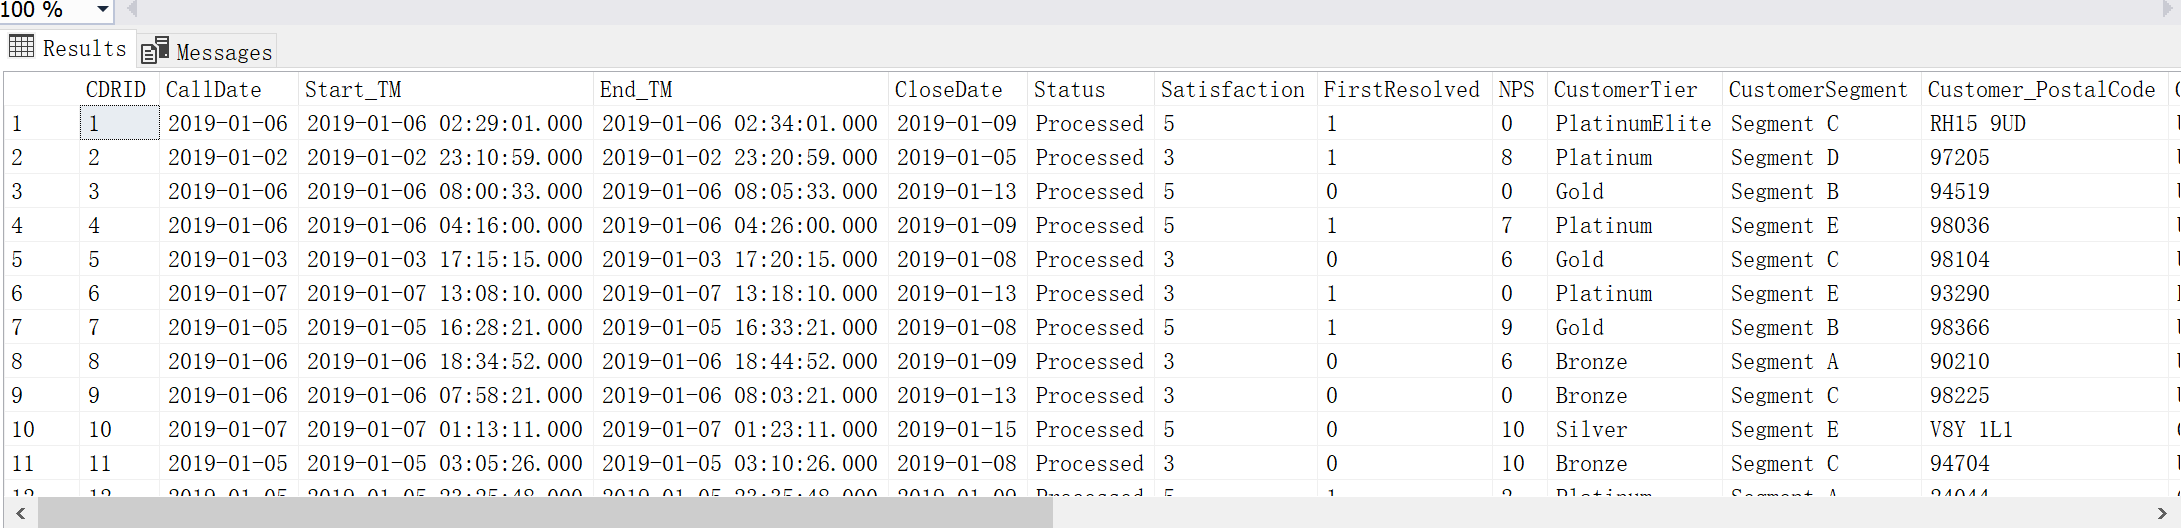 100 %
Results Messages
CDRID CallDate Start_TM End_TM CloseDate Status Satisfaction FirstResolved NPS CustomerTier CustomerSegment Customer_PostalCode
1 1 2019-01-06 2019-01-06 02:29:01.000 2019-01-06 02:34:01.000 2019-01-09 Processed 5 1 0 PlatinumElite Segment C RH15 9UD
2 2 2019-01-02 2019-01-02 23:10:59.000 2019-01-02 23:20:59.000 2019-01-05 Processed 3 1 8 Platinum Segment D 97205
3 3 2019-01-06 2019-01-06 08:00:33.000 2019-01-06 08:05:33.000 2019-01-13 Processed 5 0 0 Gold Segment B 94519
4 4 2019-01-06 2019-01-06 04:16:00.000 2019-01-06 04:26:00.000 2019-01-09 Processed 5 1 7 Platinum Segment E 98036
5 5 2019-01-03 2019-01-03 17:15:15.000 2019-01-03 17:20:15.000 2019-01-08 Processed 3 0 6 Gold Segment C 98104
6 6 2019-01-07 2019-01-07 13:08:10.000 2019-01-07 13:18:10.000 2019-01-13 Processed 3 1 0 Platinum Segment E 93290
7 7 2019-01-05 2019-01-05 16:28:21.000 2019-01-05 16:33:21.000 2019-01-08 Processed 5 1 9 Gold Segment B 98366
8 8 2019-01-06 2019-01-06 18:34:52.000 2019-01-06 18:44:52.000 2019-01-09 Processed 3 0 6 Bronze Segment A 90210
9 9 2019-01-06 2019-01-06 07:58:21.000 2019-01-06 08:03:21.000 2019-01-13 Processed 3 0 0 Bronze Segment C 98225
10 10 2019-01-07 2019-01-07 01:13:11.000 2019-01-07 01:23:11.000 2019-01-15 Processed 5 0 10 Silver Segment E V8Y 1L1
11 11 2019-01-05 2019-01-05 03:05:26.000 2019-01-05 03:10:26.000 2019-01-08 Processed 3 0 10 Bronze Segment C 94704